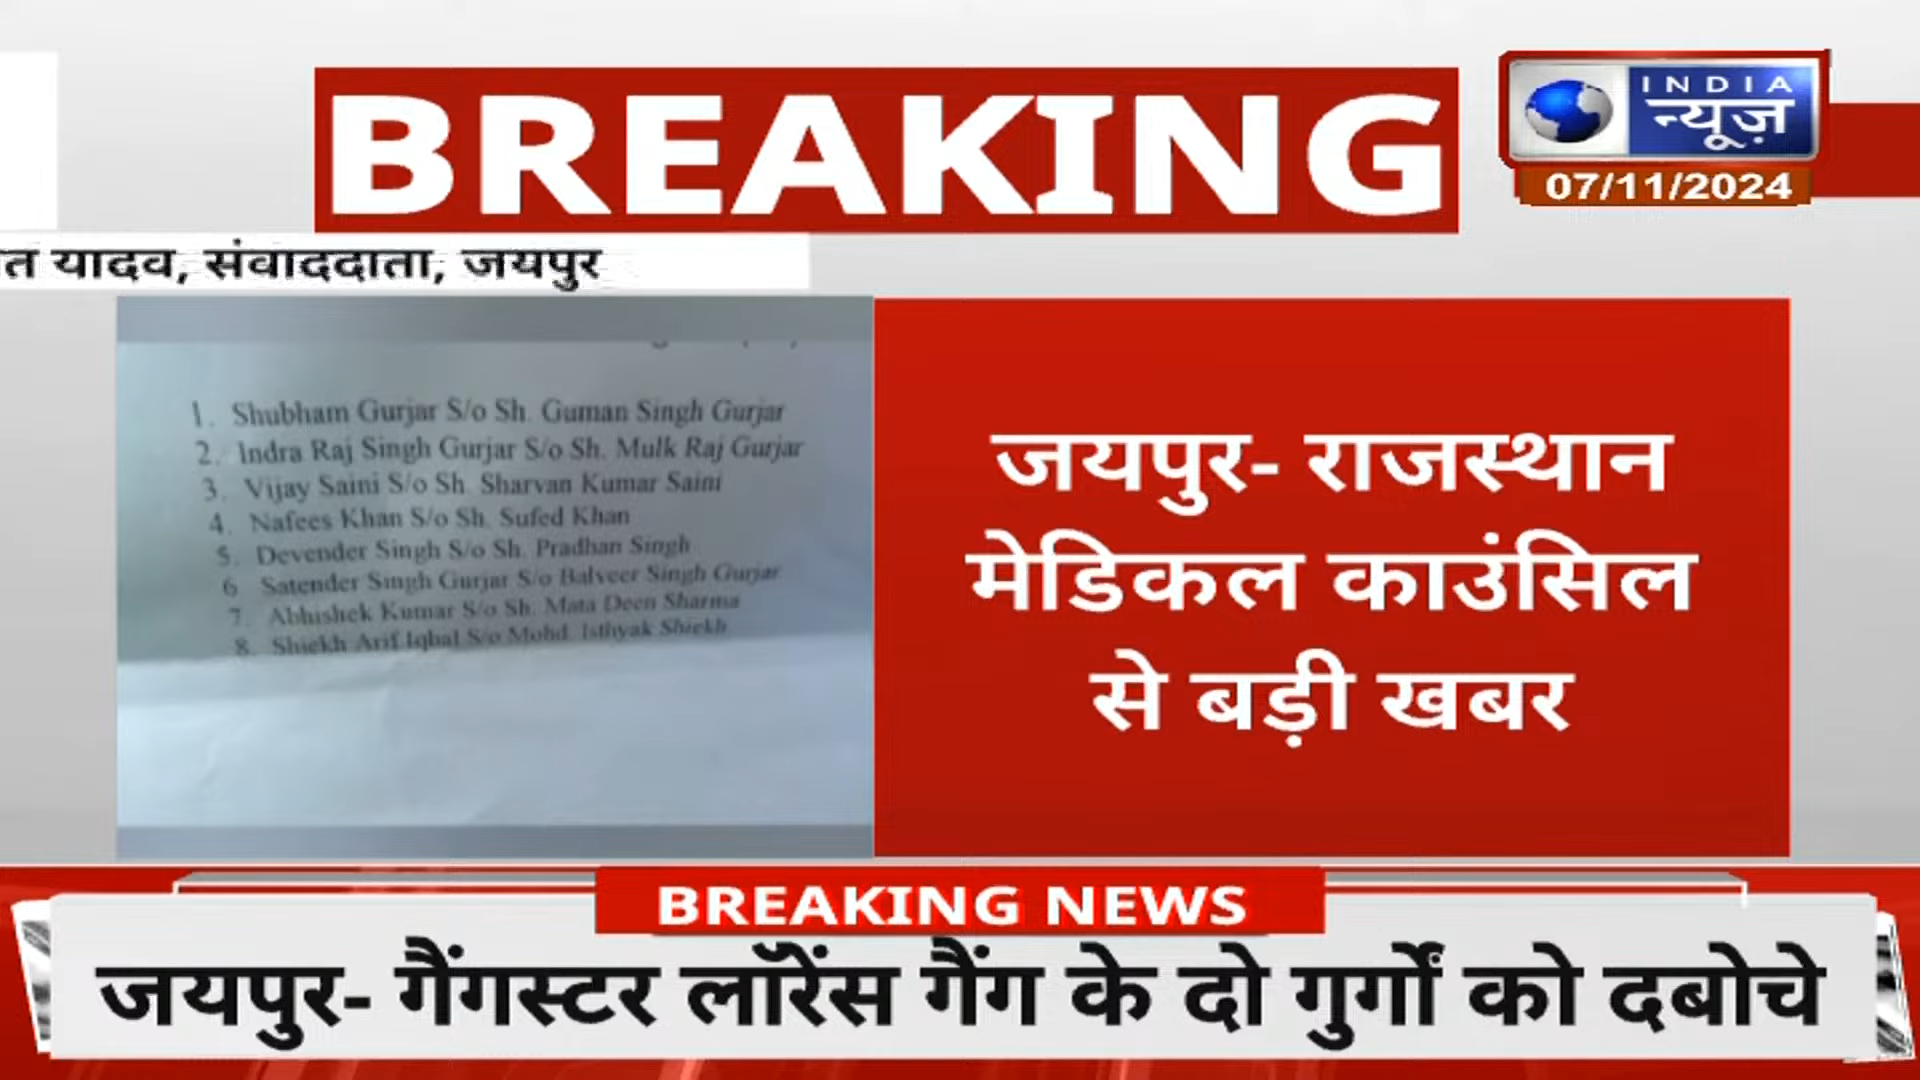 BREAKING
INDIA
न्यूज़
07/11/2024
त यादव, संवाददाता, जयपुर
1. Shubham Gurjar S/o Sh. Guman Singh Gurjar
2. Indra Raj Singh Gurjar S/o Sh. Mulk Raj Gurjar
3. Vijay Saini S/o Sh. Sharvan Kumar Saini
4. Nafees Khan S/o Sh. Sufed Khan
5. Devender Singh S/o Sh. Pradhan Singh
6. Satender Singh Gurjar S/o Balveer Singh Gurjar
7. Abhishek Kumar S/o Sh. Mata Deen Sharma
8. Shiekh Arif Iqbal S/o Mohd. Isthyak Shiekh
जयपुर- राजस्थान
मेडिकल काउंसिल
से बड़ी खबर
BREAKING NEWS
जयपुर- गैंगस्टर लॉरेंस गैंग के दो गुर्गों को दबोचे